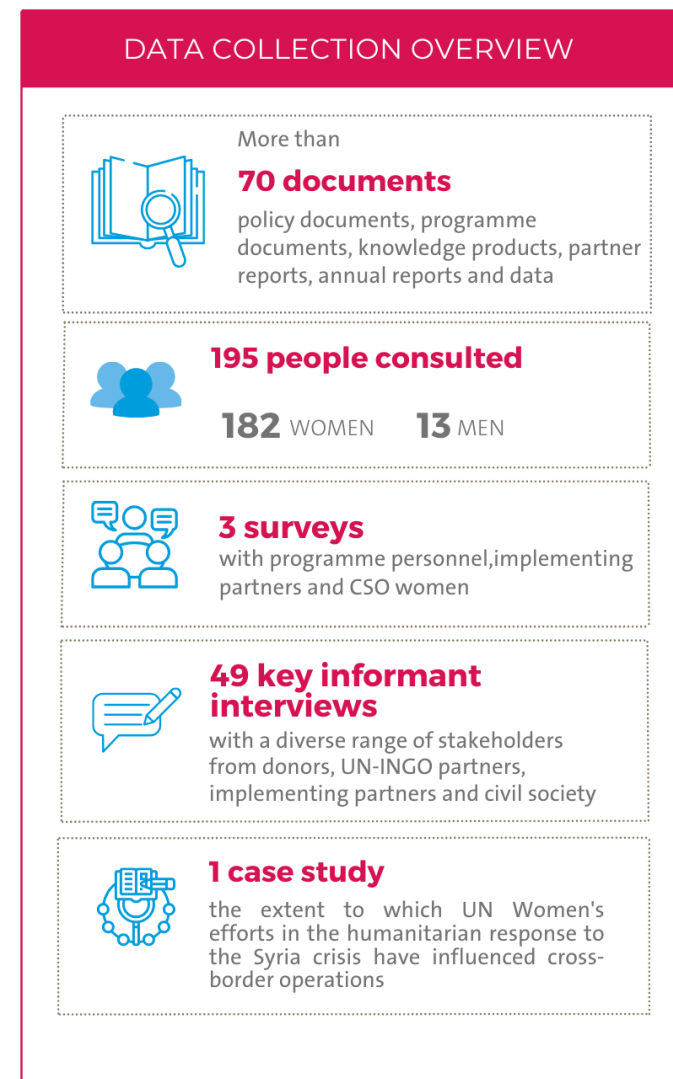 DATA COLLECTION OVERVIEW
More than
70 documents
policy documents, programme
documents, knowledge products, partner
reports, annual reports and data
195 people consulted
182 WOMEN 13 MEN
3 surveys
with programme personnel,implementing
partners and CSO women
49 key informant
interviews
with a diverse range of stakeholders
from donors, UN-INGO partners,
implementing partners and civil society
1 case study
the extent to which UN Women's
efforts in the humanitarian response to
the Syria crisis have influenced cross-
border operations